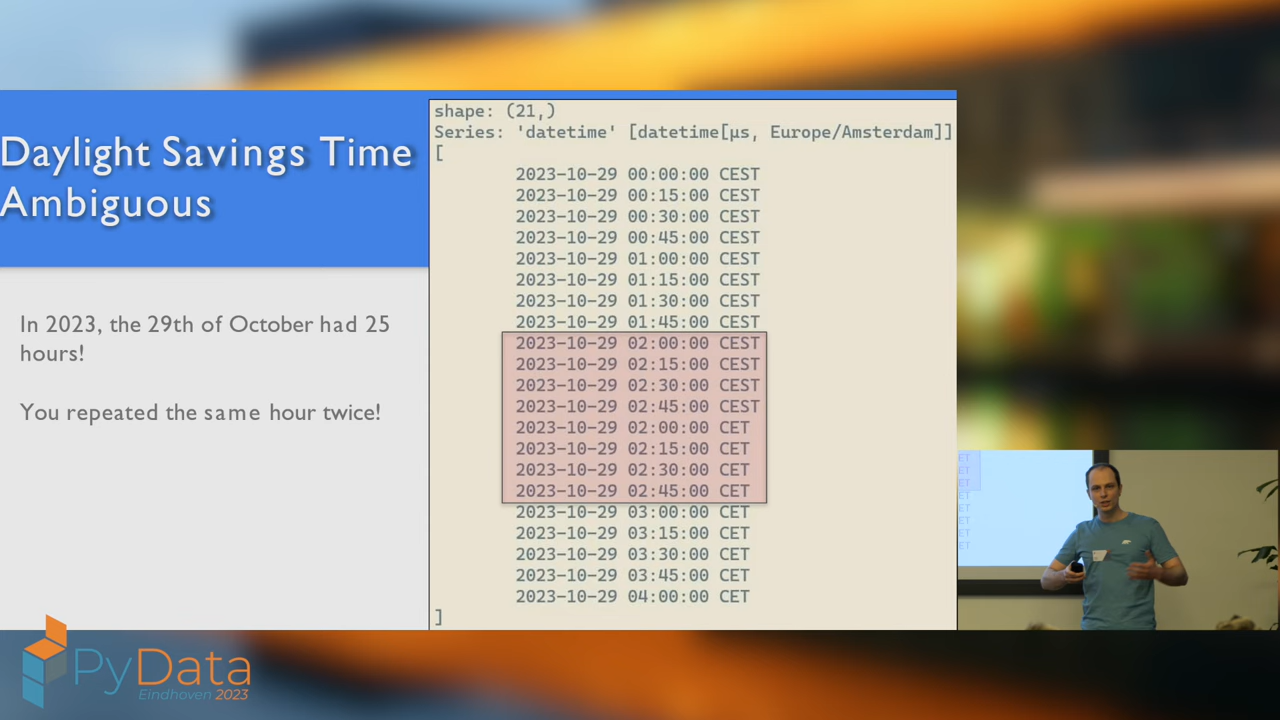 Daylight Savings Time
Ambiguous
In 2023, the 29th of October had 25
hours!
You repeated the same hour twice!
shape: (21,)
Series: 'datetime' [datetime[μs, Europe/Amsterdam]]
[
2023-10-29 00:00:00 CEST
2023-10-29 00:15:00 CEST
2023-10-29 00:30:00 CEST
2023-10-29 00:45:00 CEST
2023-10-29 01:00:00 CEST
2023-10-29 01:15:00 CEST
2023-10-29 01:30:00 CEST
2023-10-29 01:45:00 CEST
2023-10-29 02:00:00 CEST
2023-10-29 02:15:00 CEST
2023-10-29 02:30:00 CEST
2023-10-29 02:45:00 CEST
2023-10-29 02:00:00 CET
2023-10-29 02:15:00 CET
2023-10-29 02:30:00 CET
2023-10-29 02:45:00 CET
2023-10-29 03:00:00 CET
2023-10-29 03:15:00 CET
2023-10-29 03:30:00 CET
2023-10-29 03:45:00 CET
2023-10-29 04:00:00 CET
]
ET
ET
ET
ET
ET
ET
ET
ET
PyData
Eindhoven 2023